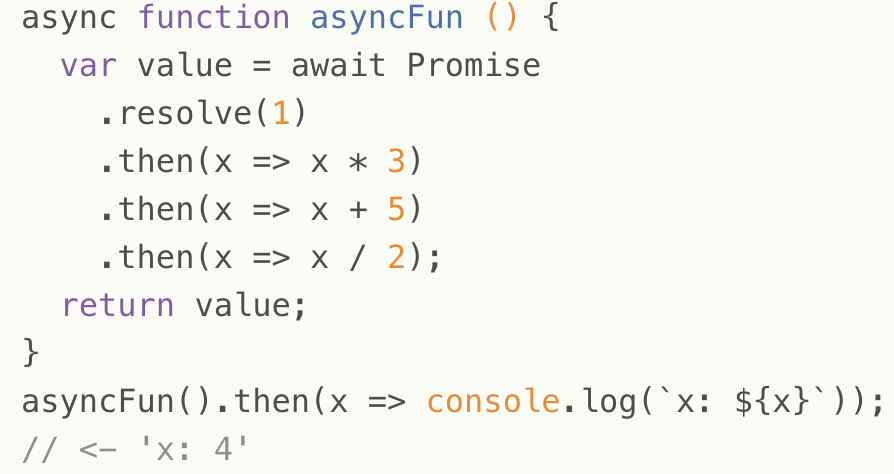 async function asyncFun () {
  var value = await Promise
    .resolve(1)
    .then(x => x * 3)
    .then(x => x + 5)
    .then(x => x / 2);
  return value;
}
asyncFun().then(x => console.log(`x: ${x}`));
// <- 'x: 4'